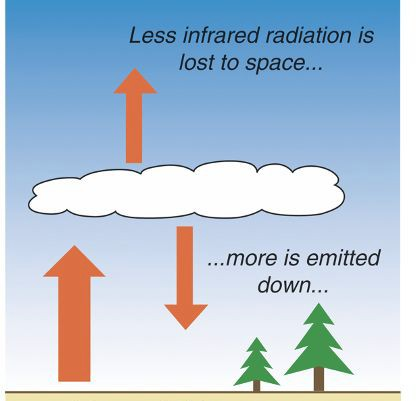 Less infrared radiation is
lost to space...
...more is emitted
down...